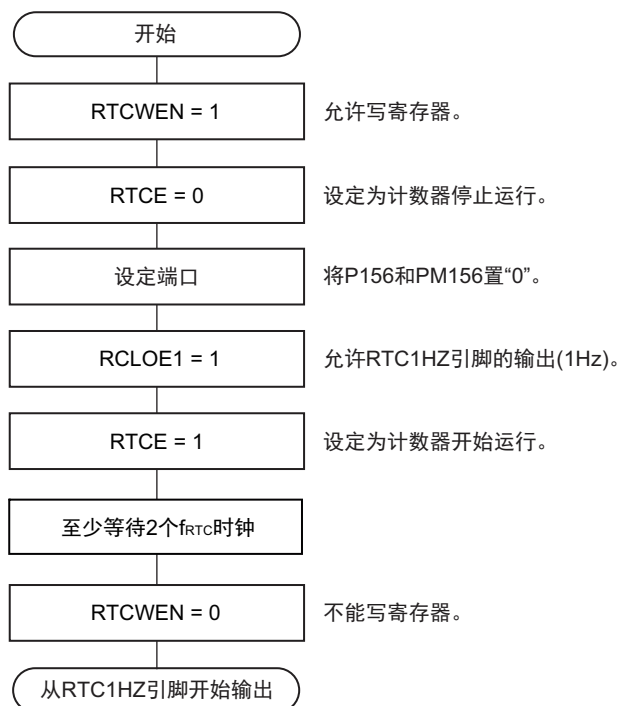 开始
RTCWEN = 1
允许写寄存器。
RTCE = 0
设定为计数器停止运行。
设定端口
将P156和PM156置“0”。
RCLOE1 = 1
允许RTC1HZ引脚的输出(1Hz)。
RTCE = 1
设定为计数器开始运行。
至少等待2个fRTC时钟
RTCWEN = 0
不能写寄存器。
从RTC1HZ引脚开始输出